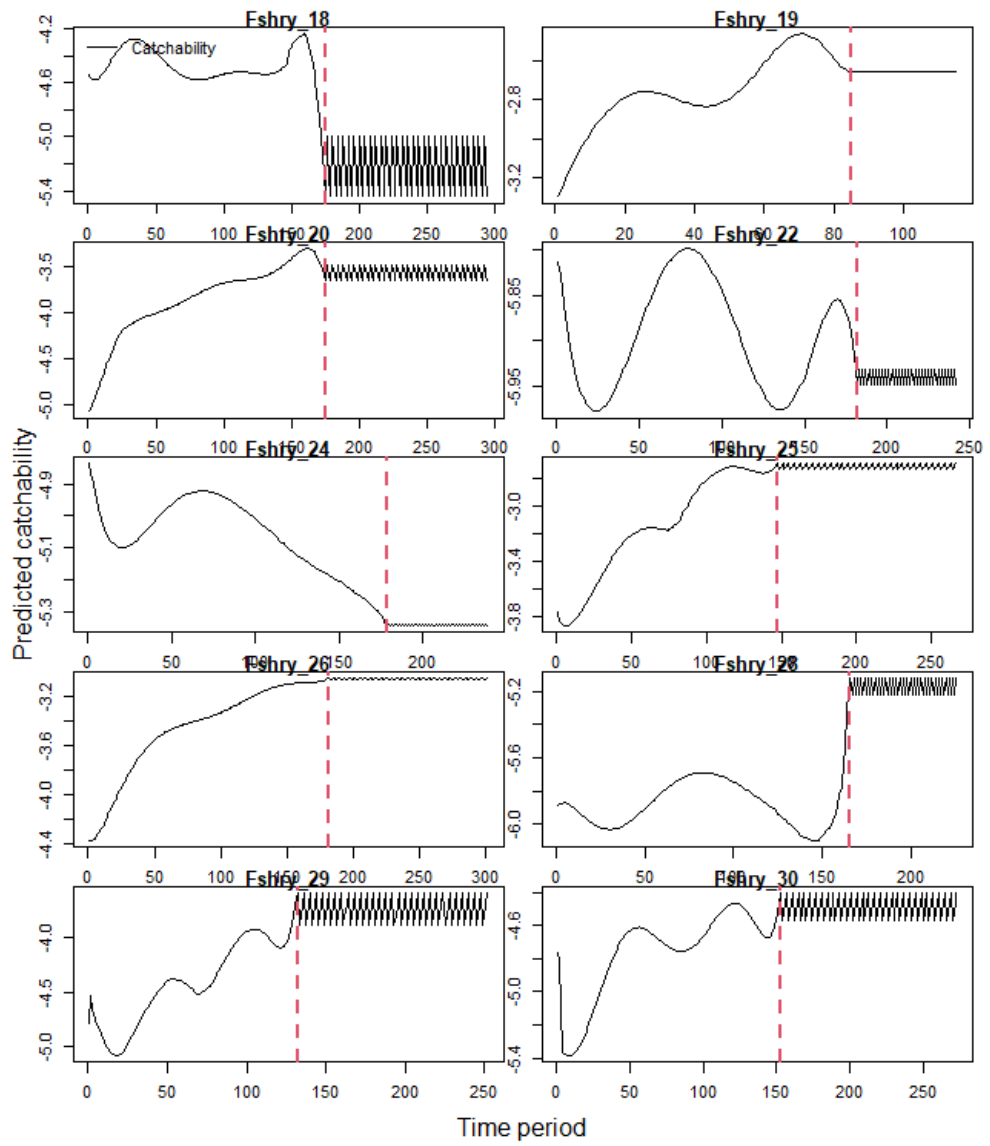 Fshry_18
-4.2
-4.6
-5.0
-5.4
Catchability
0 50 100 150 200 250 300
Fshry_19
-2.8
-3.2
0 20 40 60 80 100
Fshry_20
-3.5
-4.0
-4.5
-5.0
0 50 100 150 200 250 300
Fshry_22
-5.85
-5.95
0 50 100 150 200 250
Fshry_24
-4.9
-5.1
-5.3
0 50 100 150 200
Fshry_25
-3.0
-3.4
-3.8
0 50 100 150 200 250
Fshry_26
-3.2
-3.6
-4.0
-4.4
0 50 100 150 200 250 300
Fshry_28
-5.2
-5.6
-6.0
0 50 100 150 200
Fshry_29
-4.0
-4.5
-5.0
0 50 100 150 200 250
Fshry_30
-4.6
-5.0
-5.4
0 50 100 150 200 250
Predicted catchability
Time period